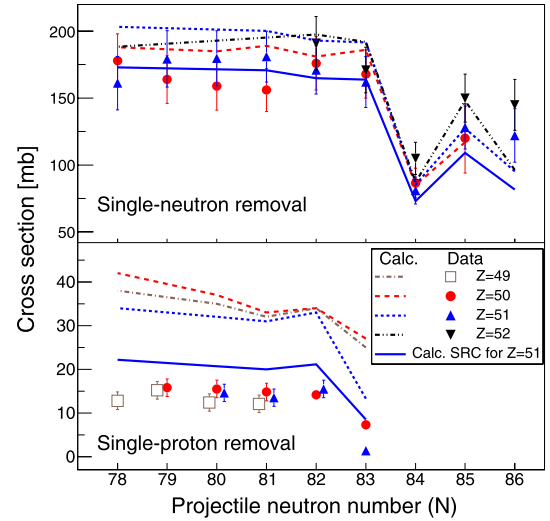 200
150
100
50
Cross section [mb]
Single-neutron removal
40
30
20
10
0
Calc. Data
Z=49
Z=50
Z=51
Z=52
Calc. SRC for Z=51
Single-proton removal
78 79 80 81 82 83 84 85 86
Projectile neutron number (N)